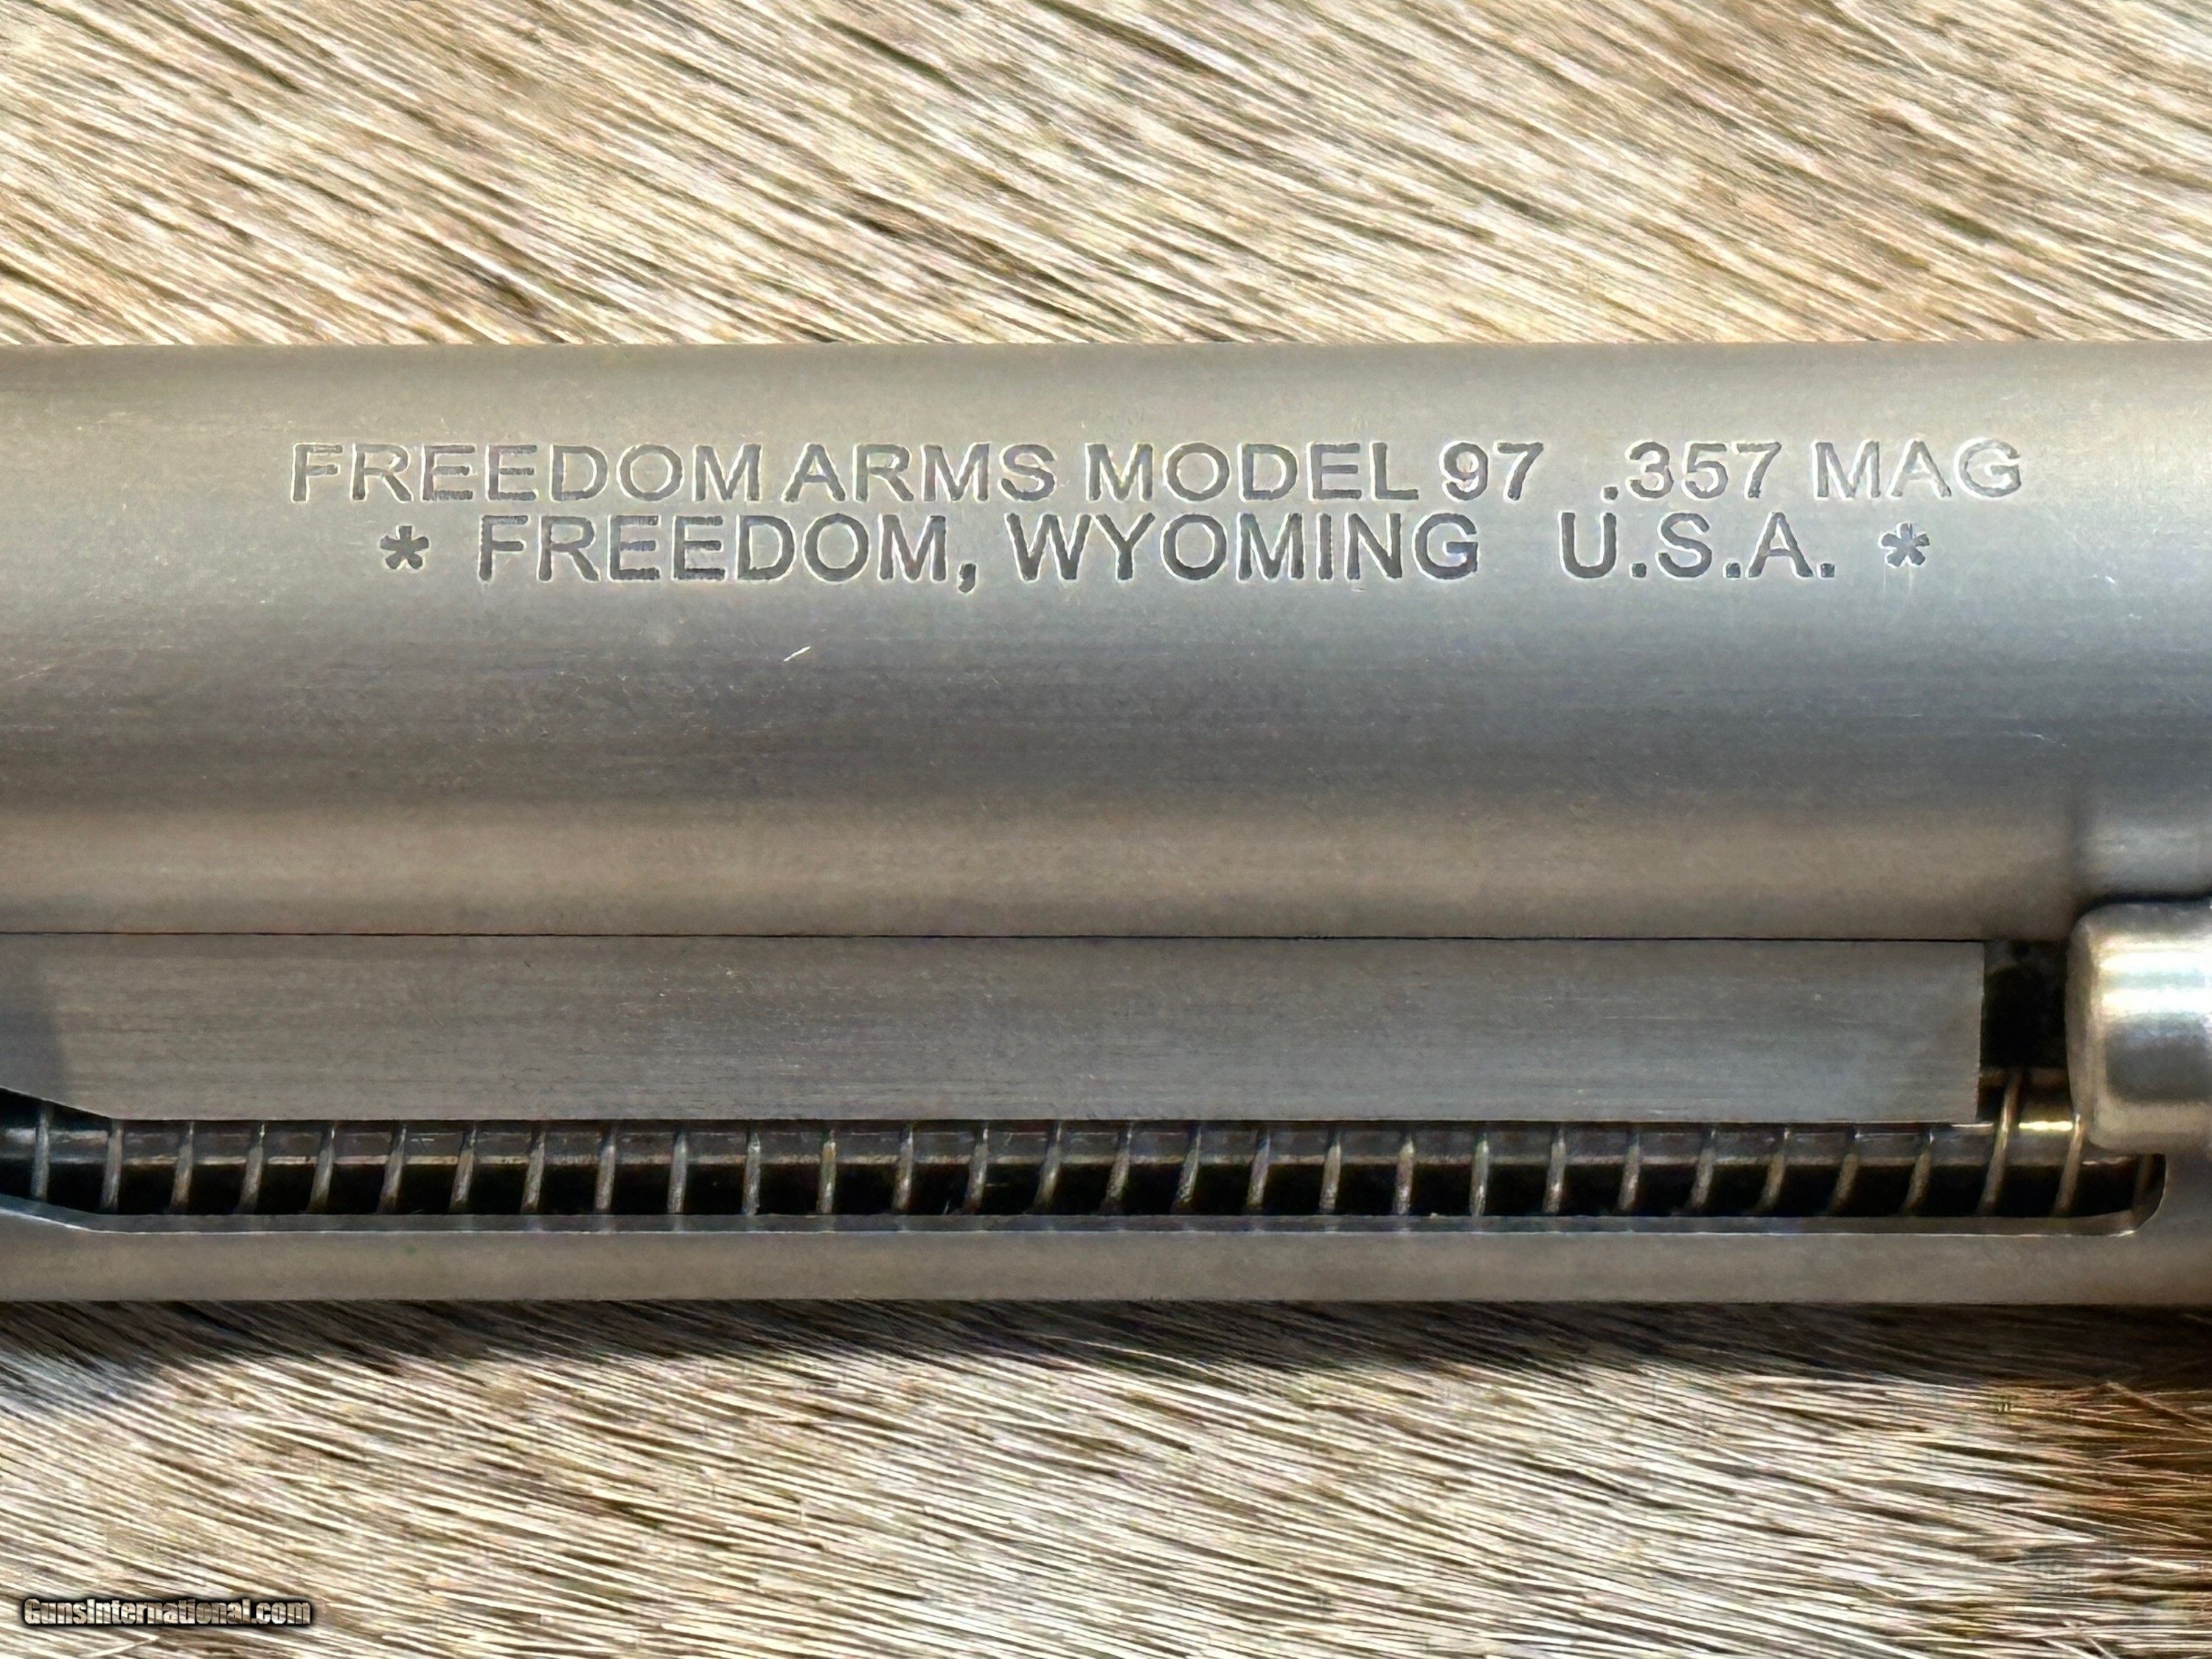 FREEDOM ARMS MODEL 97 .357 MAG
* FREEDOM, WYOMING U.S.A. *
GunsInternational.com